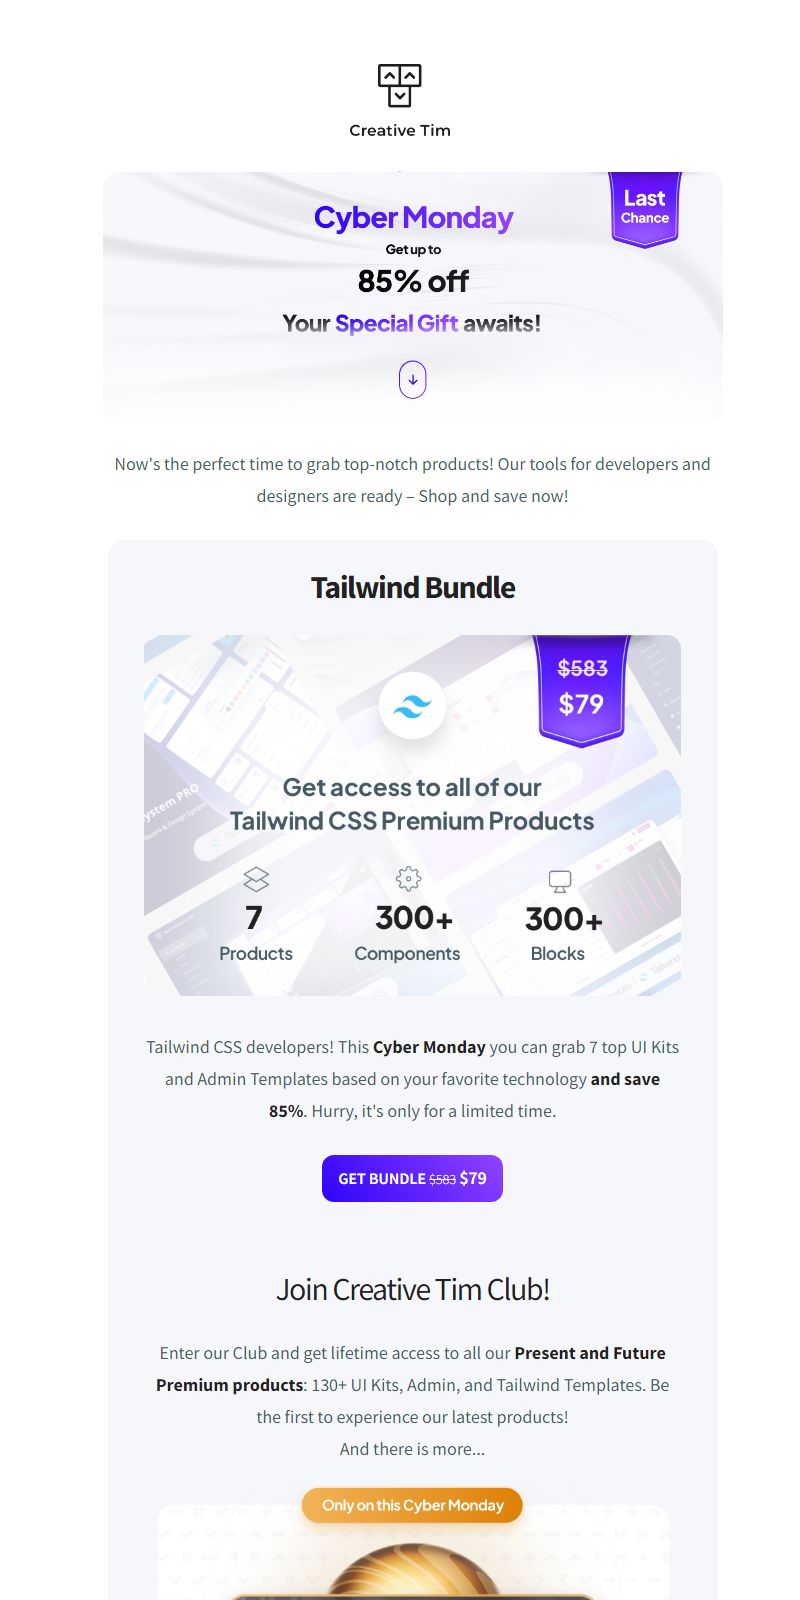 Creative Tim
Last
Chance
Cyber Monday
Get up to
85% off
Your Special Gift awaits!
Now's the perfect time to grab top-notch products! Our tools for developers and
designers are ready – Shop and save now!
Tailwind Bundle
$583
$79
Get access to all of our
Tailwind CSS Premium Products
7
300+
300+
Products
Components
Blocks
Tailwind CSS developers! This Cyber Monday you can grab 7 top UI Kits
and Admin Templates based on your favorite technology and save
85%. Hurry, it's only for a limited time.
GET BUNDLE $583 $79
Join Creative Tim Club!
Enter our Club and get lifetime access to all our Present and Future
Premium products: 130+ UI Kits, Admin, and Tailwind Templates. Be
the first to experience our latest products!
And there is more...
Only on this Cyber Monday